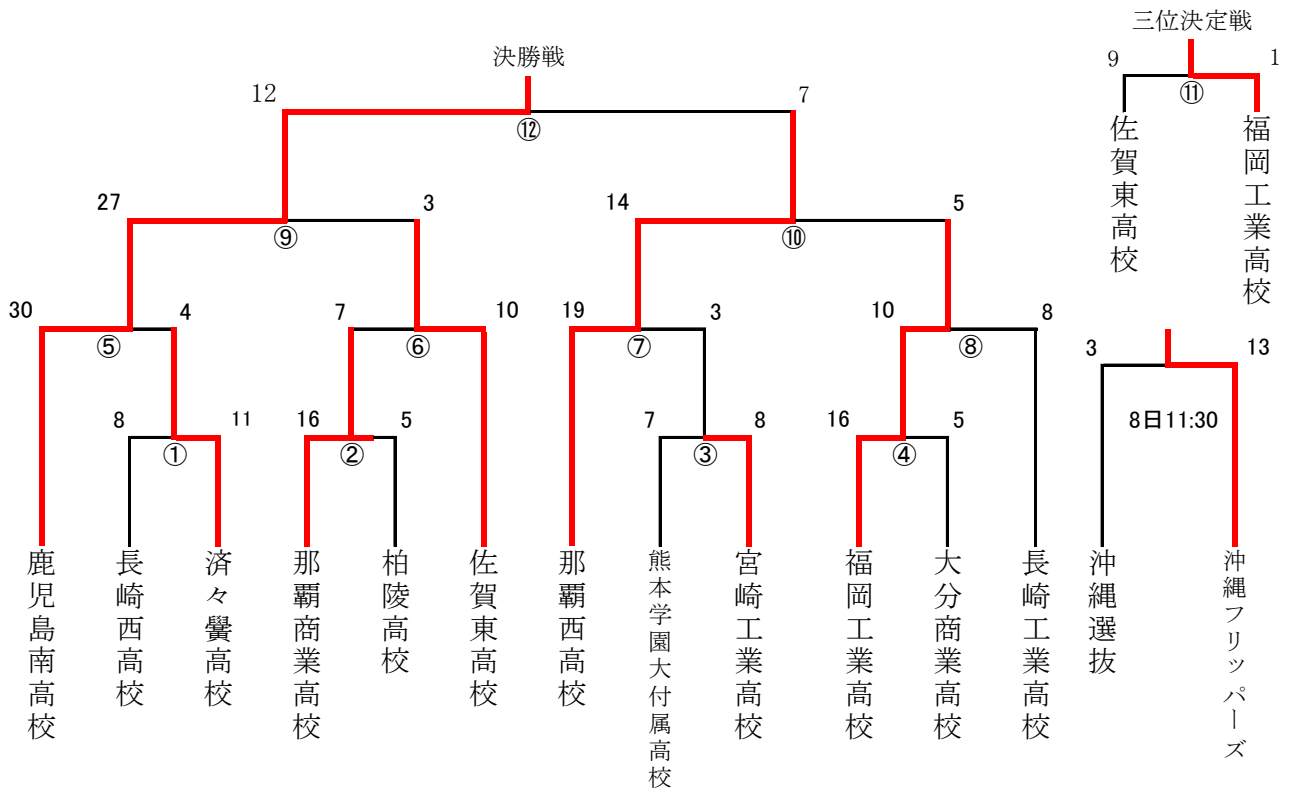 三位決定戦
決勝戦
9
1
⑪
12
7
⑫
佐賀東高校
福岡工業高校
27
3
14
5
⑨
⑩
30
4
7
10
19
3
10
8
⑤
⑥
⑦
⑧
3
13
8
11
16
5
7
8
16
5
8日11:30
①
②
③
④
鹿児島南高校
長崎西高校
済々黌高校
那覇商業高校
柏陵高校
佐賀東高校
那覇西高校
熊本学園大付属高校
宮崎工業高校
福岡工業高校
大分商業高校
長崎工業高校
沖縄選抜
沖縄フリッパーズ